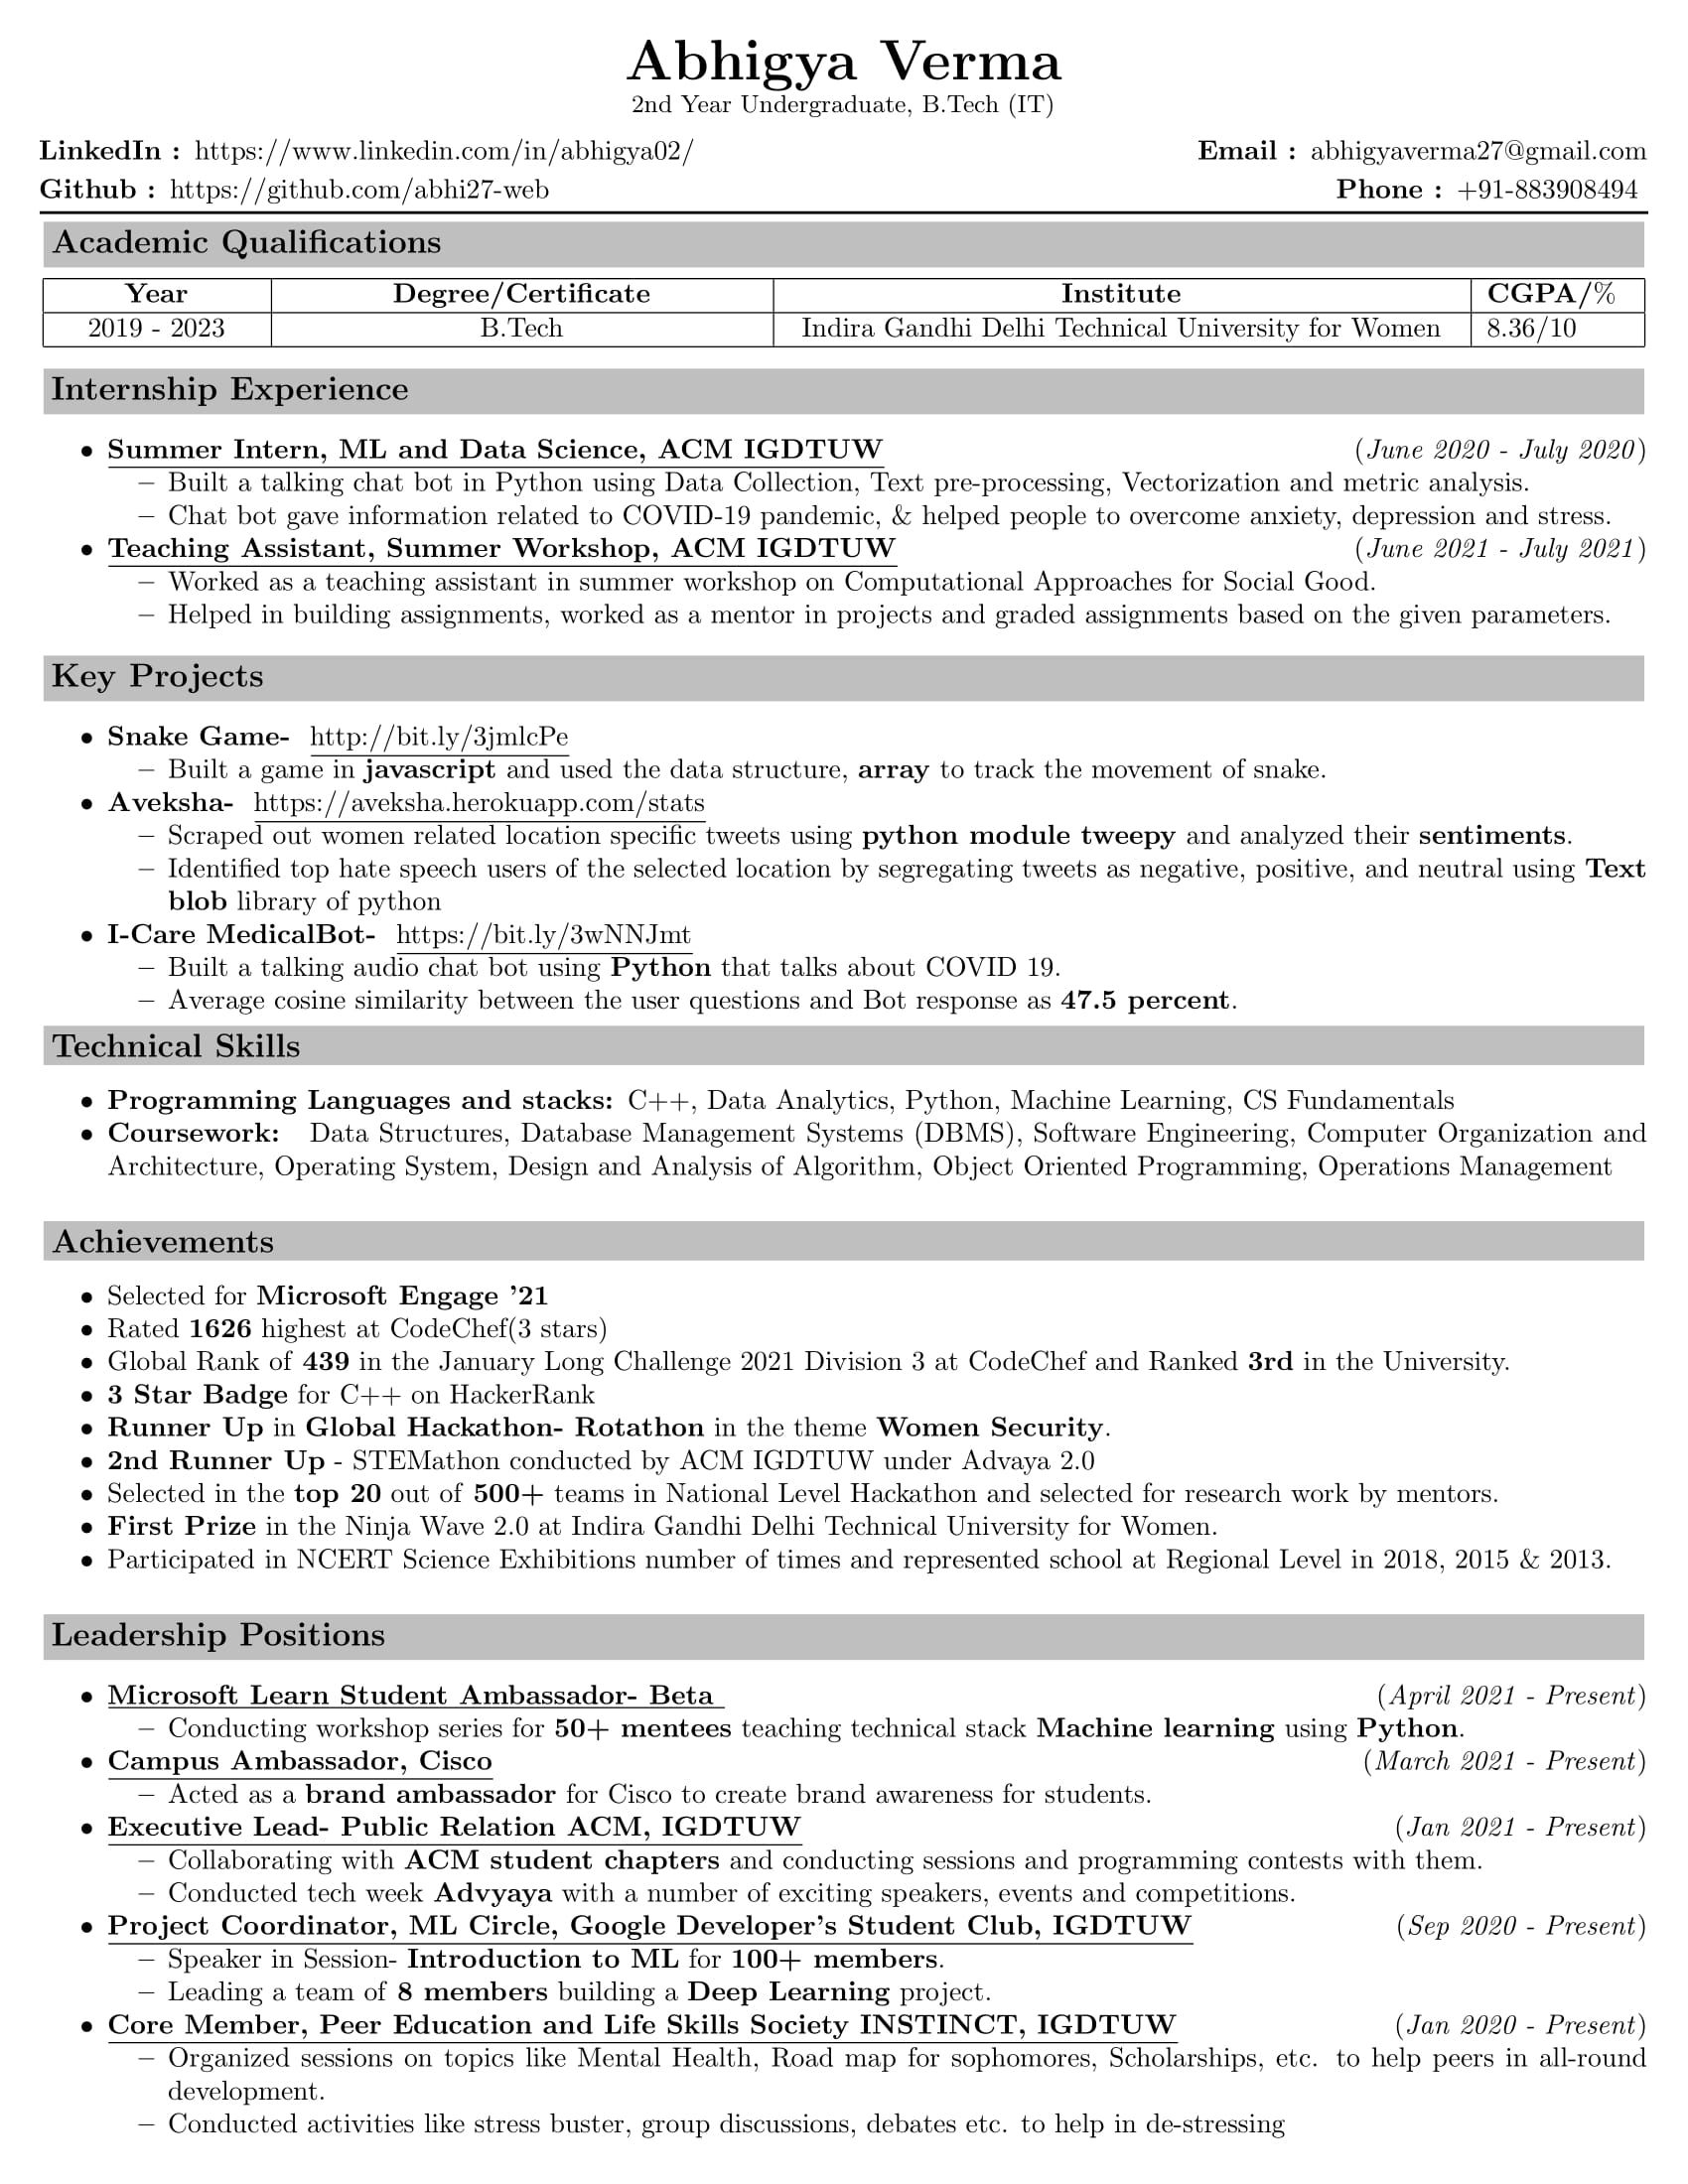 Abhigya Verma
2nd Year Undergraduate, B.Tech (IT)
LinkedIn : https://www.linkedin.com/in/abhigya02/ Email : abhigyaverma27@gmail.com
Github : https://github.com/abhi27-web Phone : +91-883908494
Academic Qualifications
Year Degree/Certificate Institute CGPA/%
2019 - 2023 B.Tech Indira Gandhi Delhi Technical University for Women 8.36/10
Internship Experience
• Summer Intern, ML and Data Science, ACM IGDTUW (June 2020 - July 2020)
– Built a talking chat bot in Python using Data Collection, Text pre-processing, Vectorization and metric analysis.
– Chat bot gave information related to COVID-19 pandemic, & helped people to overcome anxiety, depression and stress.
• Teaching Assistant, Summer Workshop, ACM IGDTUW (June 2021 - July 2021)
– Worked as a teaching assistant in summer workshop on Computational Approaches for Social Good.
– Helped in building assignments, worked as a mentor in projects and graded assignments based on the given parameters.
Key Projects
• Snake Game- http://bit.ly/3jmlcPe
– Built a game in javascript and used the data structure, array to track the movement of snake.
• Aveksha- https://aveksha.herokuapp.com/stats
– Scraped out women related location specific tweets using python module tweepy and analyzed their sentiments.
– Identified top hate speech users of the selected location by segregating tweets as negative, positive, and neutral using Text
blob library of python
• I-Care MedicalBot- https://bit.ly/3wNNJmt
– Built a talking audio chat bot using Python that talks about COVID 19.
– Average cosine similarity between the user questions and Bot response as 47.5 percent.
Technical Skills
• Programming Languages and stacks: C++, Data Analytics, Python, Machine Learning, CS Fundamentals
• Coursework: Data Structures, Database Management Systems (DBMS), Software Engineering, Computer Organization and
Architecture, Operating System, Design and Analysis of Algorithm, Object Oriented Programming, Operations Management
Achievements
• Selected for Microsoft Engage '21
• Rated 1626 highest at CodeChef(3 stars)
• Global Rank of 439 in the January Long Challenge 2021 Division 3 at CodeChef and Ranked 3rd in the University.
• 3 Star Badge for C++ on HackerRank
• Runner Up in Global Hackathon- Rotathon in the theme Women Security.
• 2nd Runner Up - STEMathon conducted by ACM IGDTUW under Advaya 2.0
• Selected in the top 20 out of 500+ teams in National Level Hackathon and selected for research work by mentors.
• First Prize in the Ninja Wave 2.0 at Indira Gandhi Delhi Technical University for Women.
• Participated in NCERT Science Exhibitions number of times and represented school at Regional Level in 2018, 2015 & 2013.
Leadership Positions
• Microsoft Learn Student Ambassador- Beta (April 2021 - Present)
– Conducting workshop series for 50+ mentees teaching technical stack Machine learning using Python.
• Campus Ambassador, Cisco (March 2021 - Present)
– Acted as a brand ambassador for Cisco to create brand awareness for students.
• Executive Lead- Public Relation ACM, IGDTUW (Jan 2021 - Present)
– Collaborating with ACM student chapters and conducting sessions and programming contests with them.
– Conducted tech week Advyaya with a number of exciting speakers, events and competitions.
• Project Coordinator, ML Circle, Google Developer's Student Club, IGDTUW (Sep 2020 - Present)
– Speaker in Session- Introduction to ML for 100+ members.
– Leading a team of 8 members building a Deep Learning project.
• Core Member, Peer Education and Life Skills Society INSTINCT, IGDTUW (Jan 2020 - Present)
– Organized sessions on topics like Mental Health, Road map for sophomores, Scholarships, etc. to help peers in all-round
development.
– Conducted activities like stress buster, group discussions, debates etc. to help in de-stressing